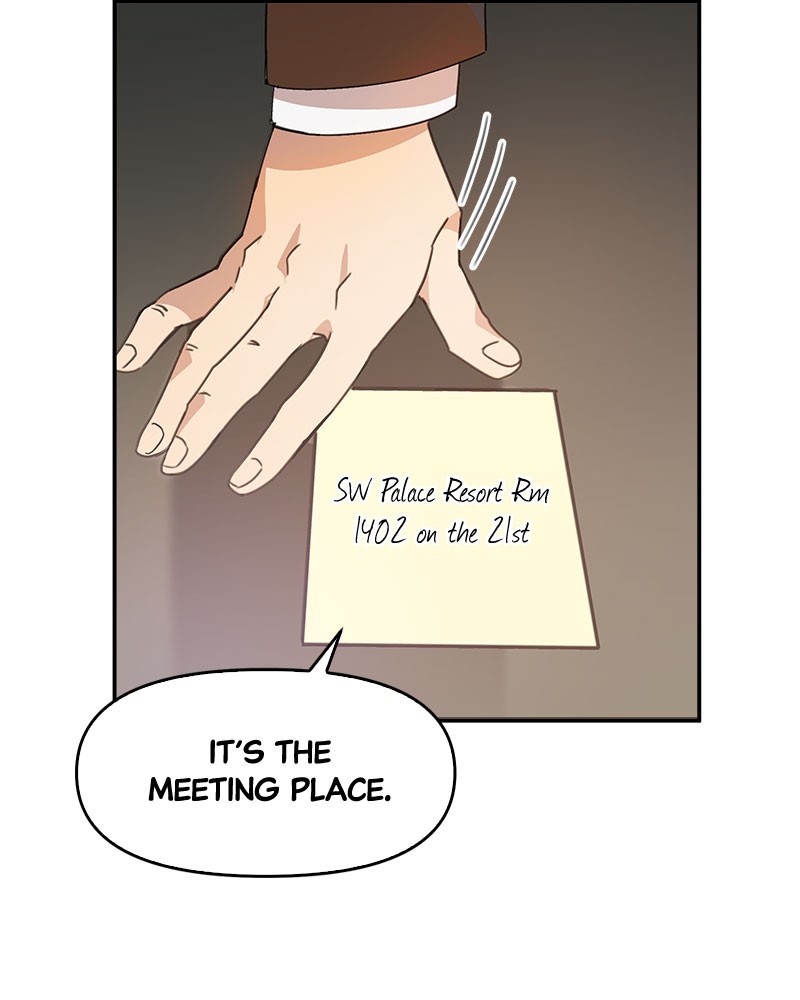 SW Palace Resort Rm
1402 on the 21st
IT'S THE
MEETING PLACE.